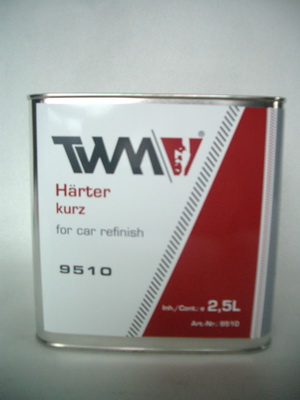 TWM
®
Härter
kurz
for car refinish
9510
Inh./Cont.: e 2,5L
Art.-Nr.: 9510